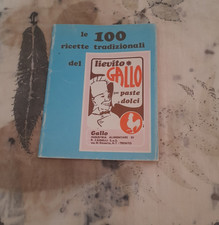 le 100
ricette tradizionali
del
lievito
GALLO
per paste
e dolci
Gallo